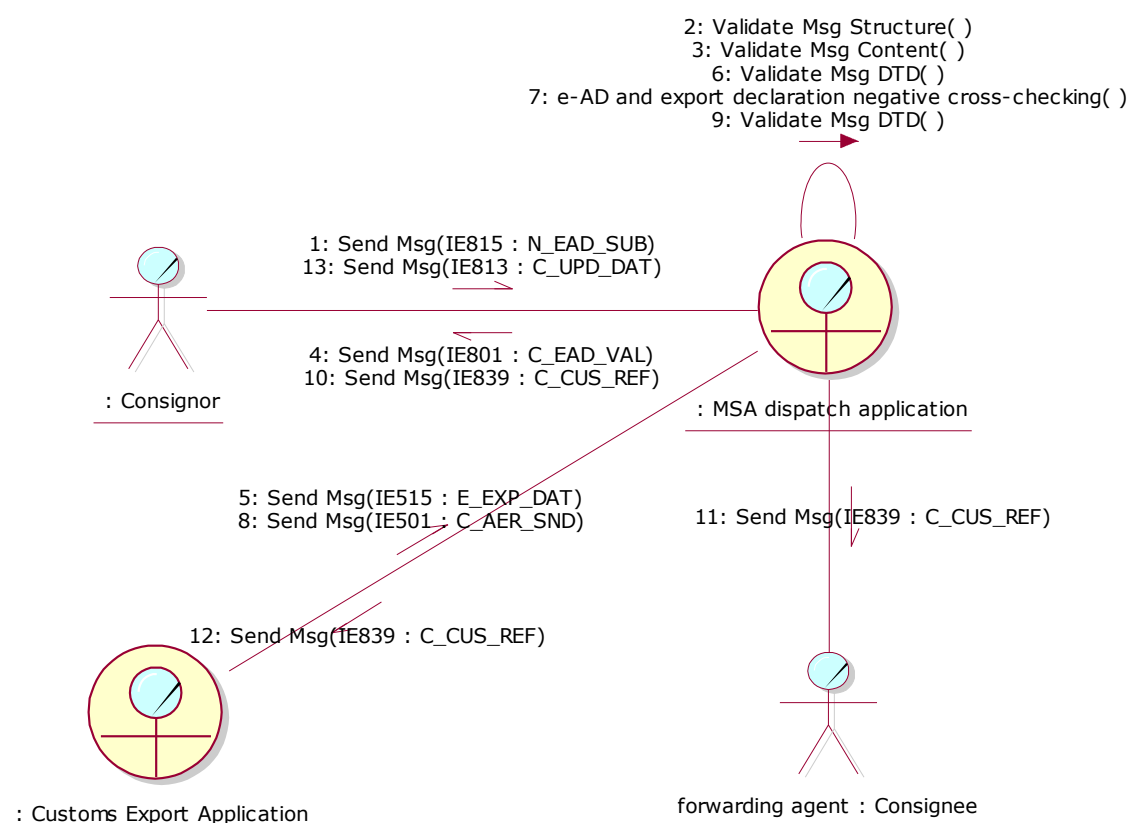 2: Validate Msg Structure( )
3: Validate Msg Content( )
6: Validate Msg DTD( )
7: e-AD and export declaration negative cross-checking( )
9: Validate Msg DTD( )
1: Send Msg(IE815 : N_EAD_SUB)
13: Send Msg(IE813 : C_UPD_DAT)
4: Send Msg(IE801 : C_EAD_VAL)
10: Send Msg(IE839 : C_CUS_REF)
: Consignor
: MSA dispatch application
5: Send Msg(IE515 : E_EXP_DAT)
8: Send Msg(IE501 : C_AER_SND)
11: Send Msg(IE839 : C_CUS_REF)
12: Send Msg(IE839 : C_CUS_REF)
: Customs Export Application
forwarding agent : Consignee